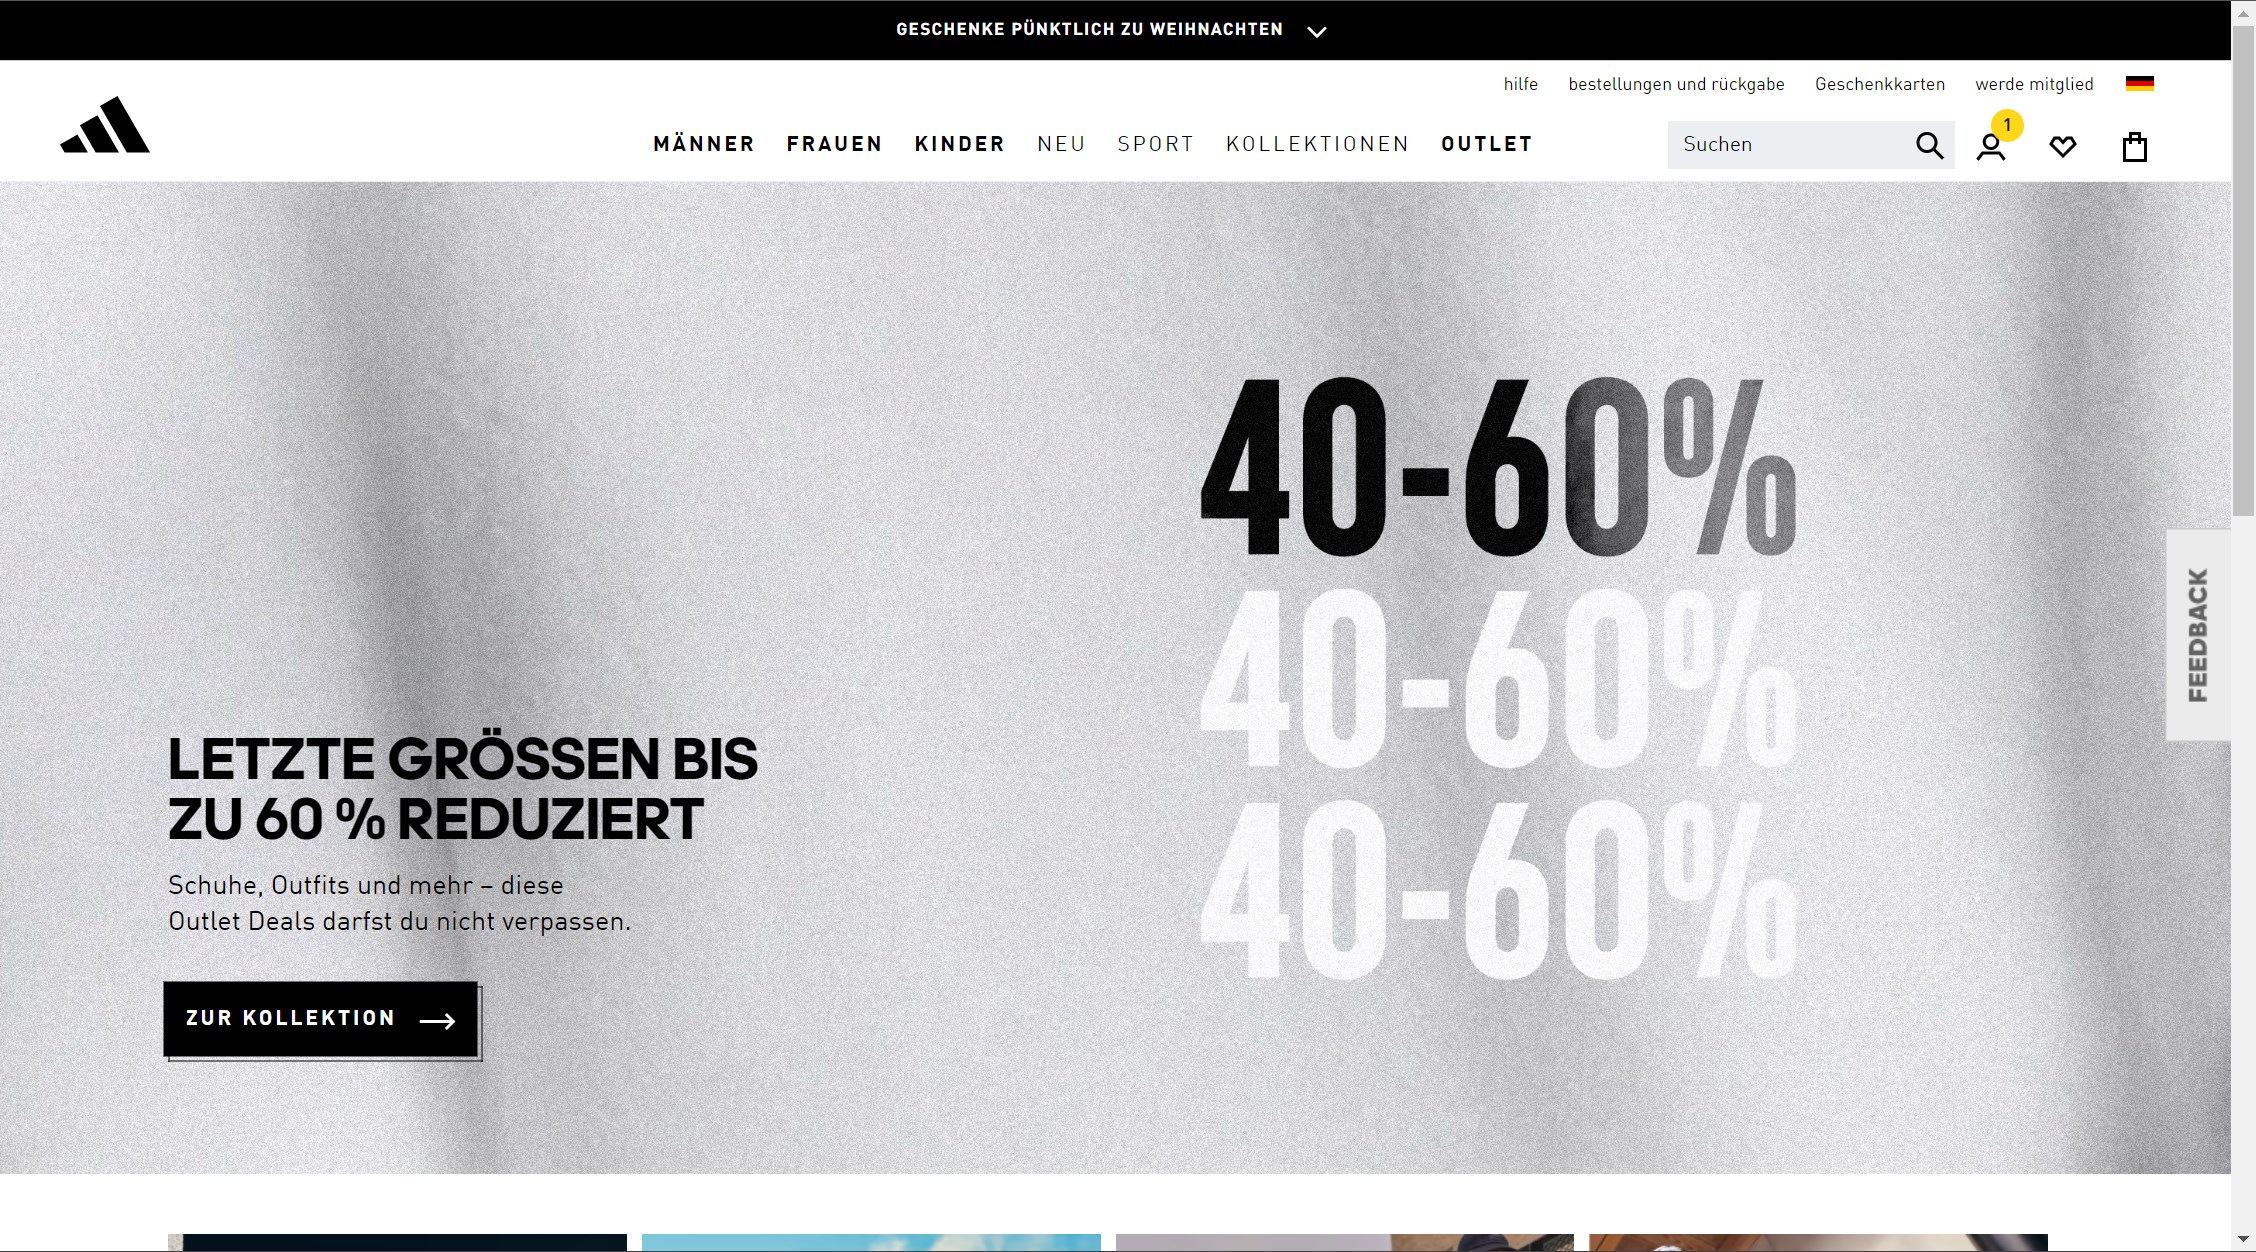 GESCHENKE PÜNKTLICH ZU WEIHNACHTEN
hilfe bestellungen und rückgabe Geschenkkarten werde mitglied
1
MÄNNER FRAUEN KINDER NEU SPORT KOLLEKTIONEN OUTLET Suchen
40-60%
40-60%
40-60%
FEEDBACK
LETZTE GRÖSSEN BIS
ZU 60 % REDUZIERT
Schuhe, Outfits und mehr – diese
Outlet Deals darfst du nicht verpassen.
ZUR KOLLEKTION